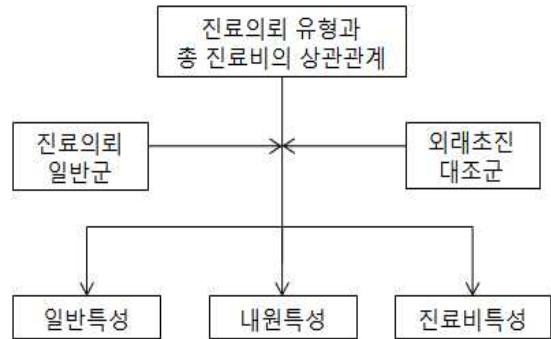 진료의뢰 유형과
총 진료비의 상관관계
진료의뢰
일반군
외래초진
대조군
일반특성
내원특성
진료비특성